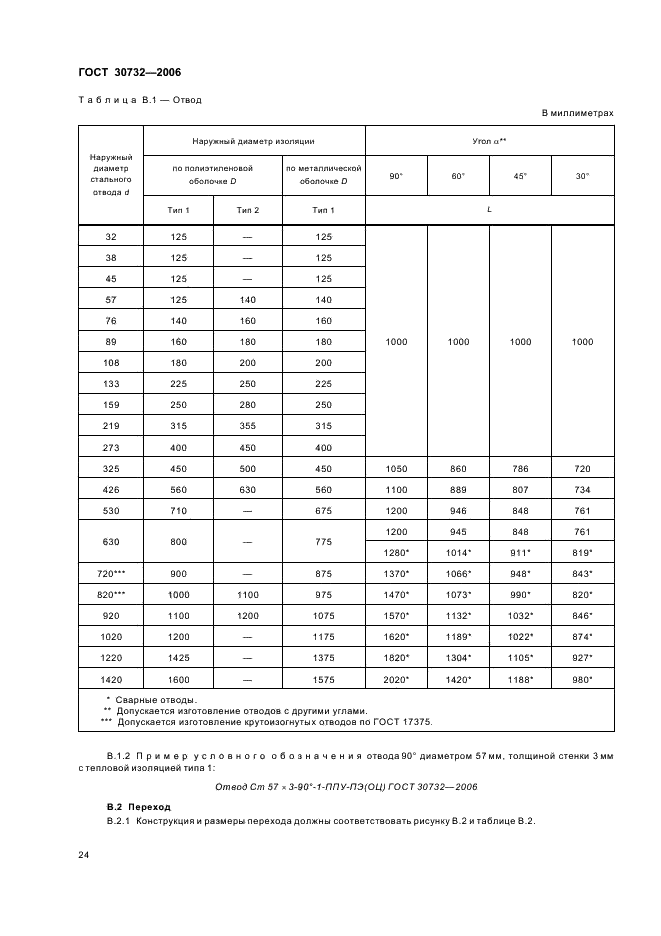 ГОСТ 30732—2006
Таблица В.1 — Отвод
В миллиметрах
Наружный диаметр стального отвода d
Наружный диаметр изоляции
Угол α**
по полиэтиленовой оболочке D
по металлической оболочке D
90° 60° 45° 30°
Тип 1 Тип 2 Тип 1 L
32 125 — 125
38 125 — 125
45 125 — 125
57 125 140 140
76 140 160 160
89 160 180 180 1000 1000 1000 1000
108 180 200 200
133 225 250 225
159 250 280 250
219 315 355 315
273 400 450 400
325 450 500 450 1050 860 786 720
426 560 630 560 1100 889 807 734
530 710 — 675 1200 946 848 761
630 800 — 775 1200 945 848 761
1280* 1014* 911* 819*
720*** 900 — 875 1370* 1066* 948* 843*
820*** 1000 1100 975 1470* 1073* 990* 820*
920 1100 1200 1075 1570* 1132* 1032* 846*
1020 1200 — 1175 1620* 1189* 1022* 874*
1220 1425 — 1375 1820* 1304* 1105* 927*
1420 1600 — 1575 2020* 1420* 1188* 980*
* Сварные отводы.
** Допускается изготовление отводов с другими углами.
*** Допускается изготовление крутоизогнутых отводов по ГОСТ 17375.
В.1.2 Пример условного обозначения отвода 90° диаметром 57 мм, толщиной стенки 3 мм
с тепловой изоляцией типа 1:
Отвод Ст 57 × 3-90°-1-ППУ-ПЭ(ОЦ) ГОСТ 30732—2006
В.2 Переход
В.2.1 Конструкция и размеры перехода должны соответствовать рисунку В.2 и таблице В.2.
24